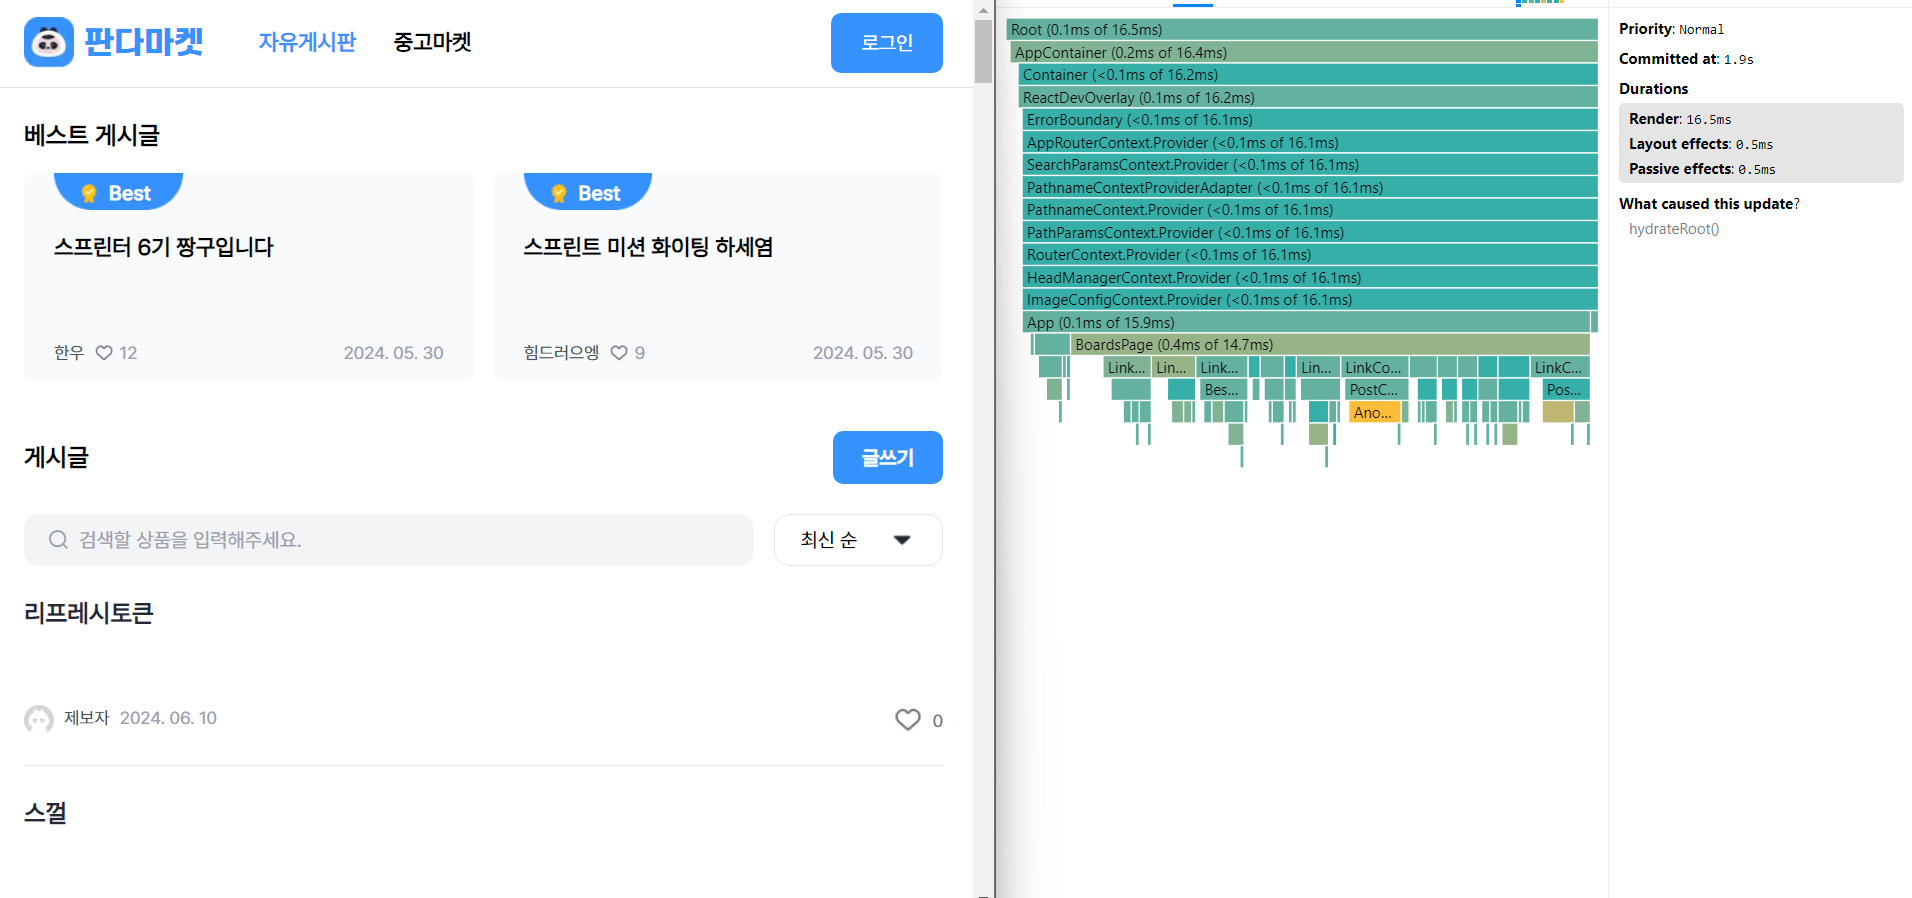 판다마켓
자유게시판
중고마켓
로그인
베스트 게시글
Best
스프린터 6기 짱구입니다
한우 12
2024. 05. 30
Best
스프린트 미션 화이팅 하세염
힘드러으엥 9
2024. 05. 30
게시글
글쓰기
검색할 상품을 입력해주세요.
최신 순
리프레시토큰
제보자 2024. 06. 10
0
스껄
Root (0.1ms of 16.5ms)
AppContainer (0.2ms of 16.4ms)
Container (<0.1ms of 16.2ms)
ReactDevOverlay (0.1ms of 16.2ms)
ErrorBoundary (<0.1ms of 16.1ms)
AppRouterContext.Provider (<0.1ms of 16.1ms)
SearchParamsContext.Provider (<0.1ms of 16.1ms)
PathnameContextProviderAdapter (<0.1ms of 16.1ms)
PathnameContext.Provider (<0.1ms of 16.1ms)
PathParamsContext.Provider (<0.1ms of 16.1ms)
RouterContext.Provider (<0.1ms of 16.1ms)
HeadManagerContext.Provider (<0.1ms of 16.1ms)
ImageConfigContext.Provider (<0.1ms of 16.1ms)
App (0.1ms of 15.9ms)
BoardsPage (0.4ms of 14.7ms)
Link... Lin... Link... Lin... LinkCo... LinkC...
Bes... PostC... Pos...
Ano...
Priority: Normal
Committed at: 1.9s
Durations
Render: 16.5ms
Layout effects: 0.5ms
Passive effects: 0.5ms
What caused this update?
hydrateRoot()